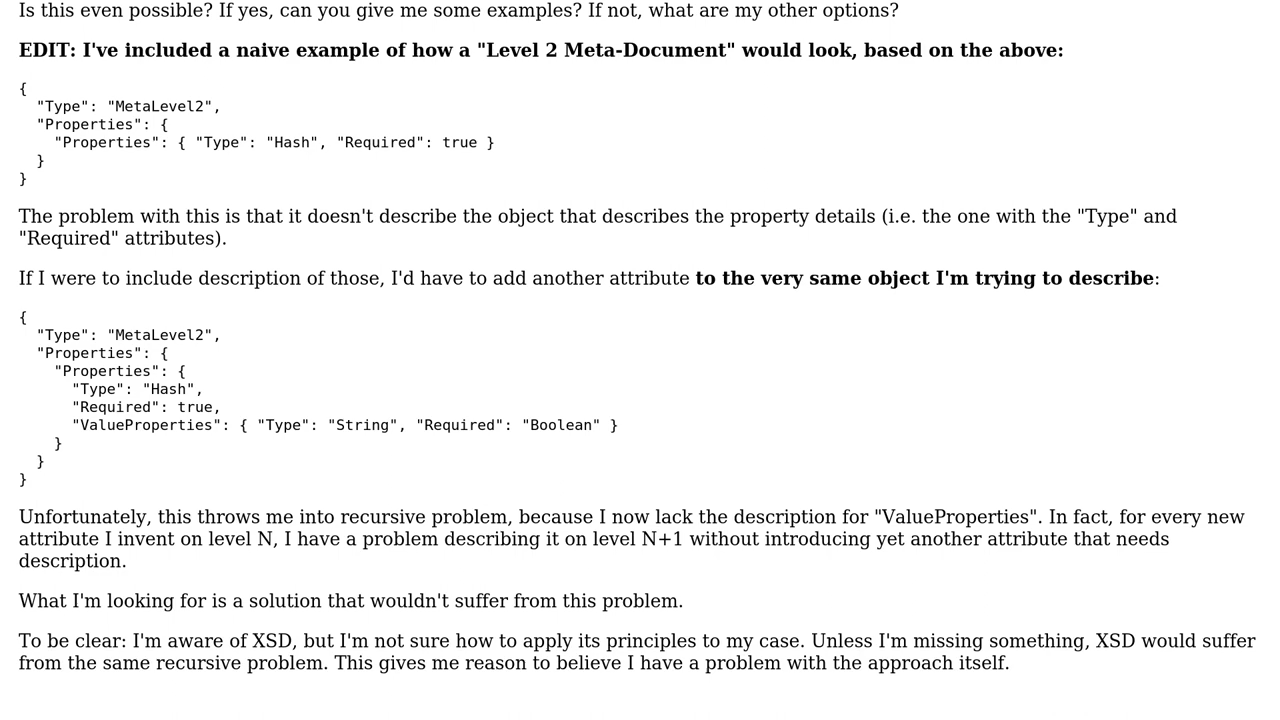 Is this even possible? If yes, can you give me some examples? If not, what are my other options?
EDIT: I've included a naive example of how a "Level 2 Meta-Document" would look, based on the above:
{
  "Type": "MetaLevel2",
  "Properties": {
    "Properties": { "Type": "Hash", "Required": true }
  }
}
The problem with this is that it doesn't describe the object that describes the property details (i.e. the one with the "Type" and
"Required" attributes).
If I were to include description of those, I'd have to add another attribute to the very same object I'm trying to describe:
{
  "Type": "MetaLevel2",
  "Properties": {
    "Properties": {
      "Type": "Hash",
      "Required": true,
      "ValueProperties": { "Type": "String", "Required": "Boolean" }
    }
  }
}
Unfortunately, this throws me into recursive problem, because I now lack the description for "ValueProperties". In fact, for every new
attribute I invent on level N, I have a problem describing it on level N+1 without introducing yet another attribute that needs
description.
What I'm looking for is a solution that wouldn't suffer from this problem.
To be clear: I'm aware of XSD, but I'm not sure how to apply its principles to my case. Unless I'm missing something, XSD would suffer
from the same recursive problem. This gives me reason to believe I have a problem with the approach itself.